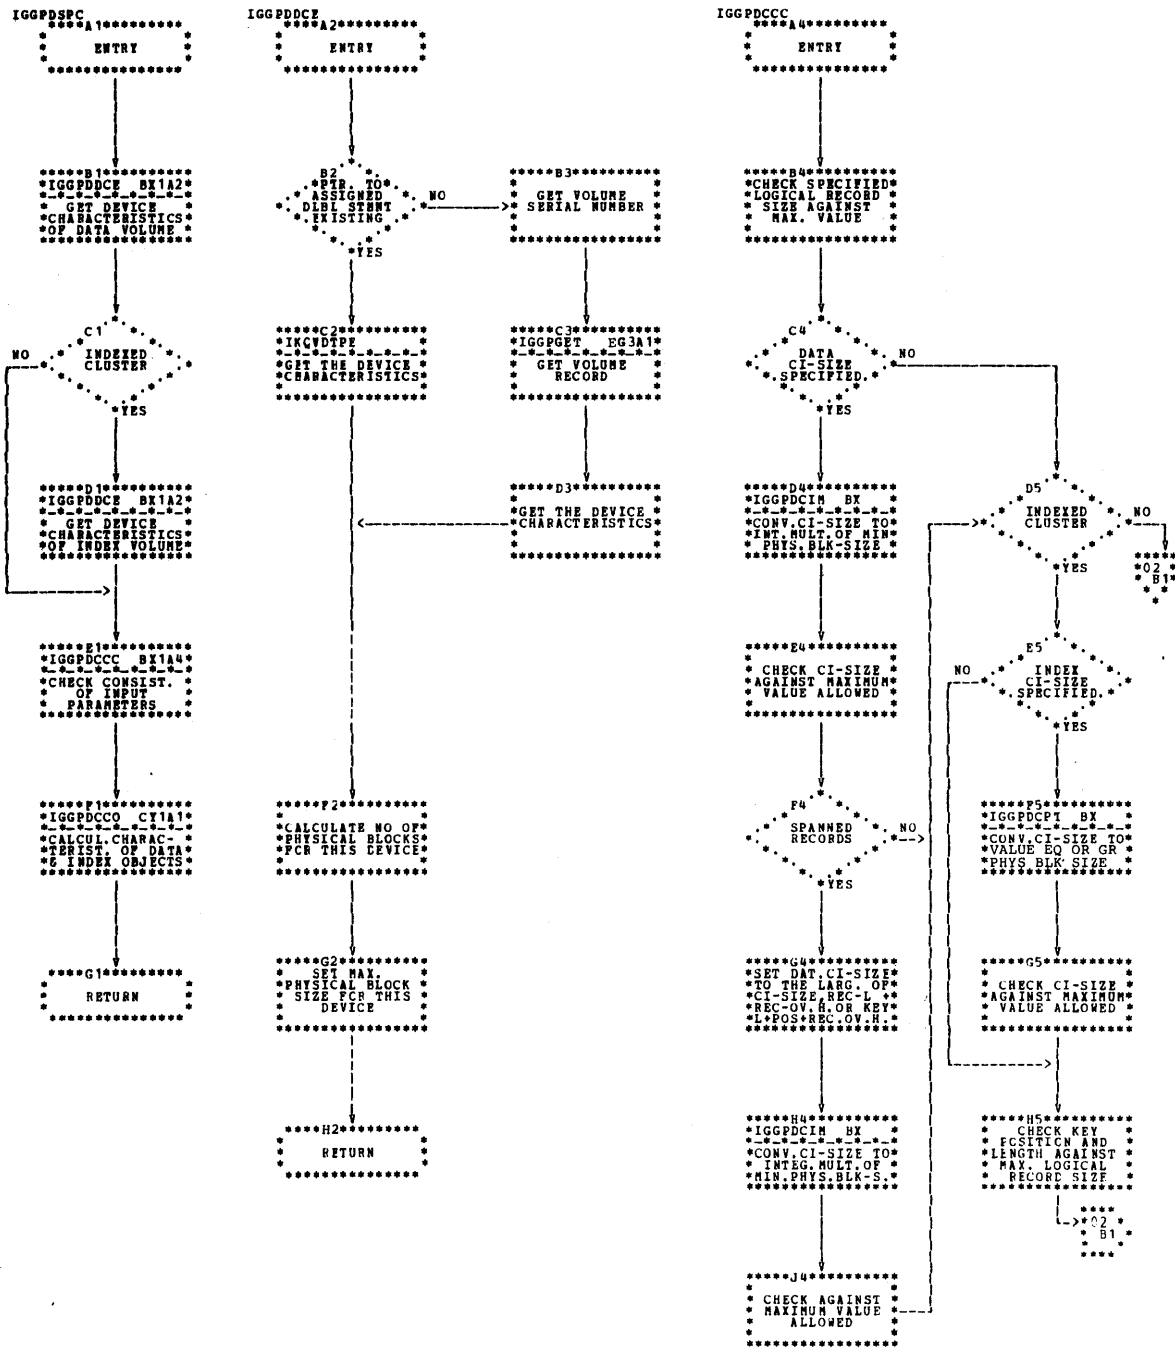 IGGPDSPC
A1
ENTRY
B1
IGGPDDCE BX1A2
GET DEVICE
CHARACTERISTICS
OF DATA VOLUME
C1
INDEXED
CLUSTER
NO
YES
D1
IGGPDDCE BX1A2
GET DEVICE
CHARACTERISTICS
OF INDEX VOLUME
E1
IGGPDCCC BX1A4
CHECK CONSIST.
OF INPUT
PARAMETERS
F1
IGGPDCCO CY1A1
CALCUL.CHARAC-
TERIST. OF DATA
& INDEX OBJECTS
G1
RETURN
IGGPDDCE
A2
ENTRY
B2
PTR. TO
ASSIGNED
DLBL STMNT
EXISTING
NO
YES
B3
GET VOLUME
SERIAL NUMBER
C2
IKQVDTPE
GET THE DEVICE
CHARACTERISTICS
C3
IGGPGET EG3A1
GET VOLUME
RECORD
D3
GET THE DEVICE
CHARACTERISTICS
F2
CALCULATE NO OF
PHYSICAL BLOCKS
FCR THIS DEVICE
G2
SET MAX.
PHYSICAL BLOCK
SIZE FCR THIS
DEVICE
H2
RETURN
IGGPDCCC
A4
ENTRY
B4
CHECK SPECIFIED
LOGICAL RECORD
SIZE AGAINST
MAX. VALUE
C4
DATA
CI-SIZE
SPECIFIED.
NO
YES
D4
IGGPDCIM BX
CONV.CI-SIZE TO
INT.MULT.OF MIN
PHYS.BLK-SIZE
E4
CHECK CI-SIZE
AGAINST MAXIMUM
VALUE ALLOWED
F4
SPANNED
RECORDS
NO
YES
G4
SET DAT.CI-SIZE
TO THE LARG. OF
CI-SIZE,REC-L +
REC-OV.H.OR KEY
L+POS+REC.OV.H.
H4
IGGPDCIM BX
CONV.CI-SIZE TO
INTEG.MULT.OF
MIN.PHYS.BLK-S.
J4
CHECK AGAINST
MAXIMUM VALUE
ALLOWED
D5
INDEXED
CLUSTER
NO
YES
02
B1
E5
INDEX
CI-SIZE
SPECIFIED.
NO
YES
F5
IGGPDCPI BX
CONV.CI-SIZE TO
VALUE EQ OR GR
PHYS BLK SIZE
G5
CHECK CI-SIZE
AGAINST MAXIMUM
VALUE ALLOWED
H5
CHECK KEY
POSITION AND
LENGTH AGAINST
MAX. LOGICAL
RECORD SIZE
02
B1